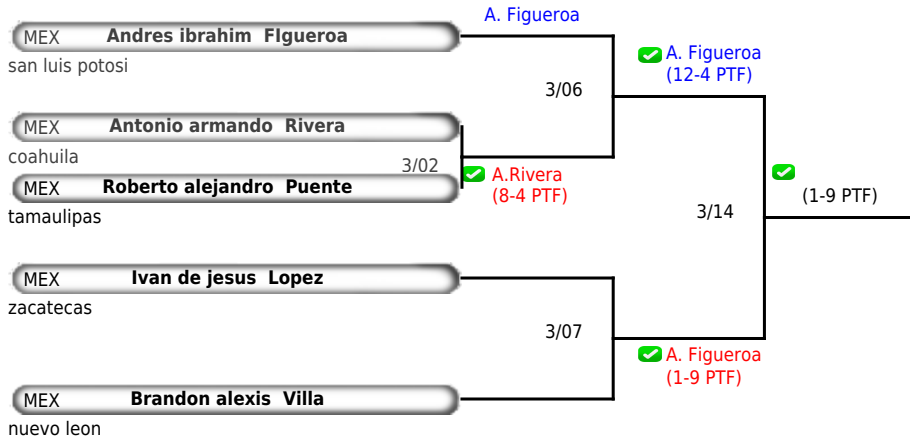 A. Figueroa
MEX Andres ibrahim FIgueroa
san luis potosi
A. Figueroa
(12-4 PTF)
3/06
MEX Antonio armando Rivera
coahuila
3/02
A.Rivera
(8-4 PTF)
MEX Roberto alejandro Puente
tamaulipas
(1-9 PTF)
3/14
MEX Ivan de jesus Lopez
zacatecas
3/07
A. Figueroa
(1-9 PTF)
MEX Brandon alexis Villa
nuevo leon